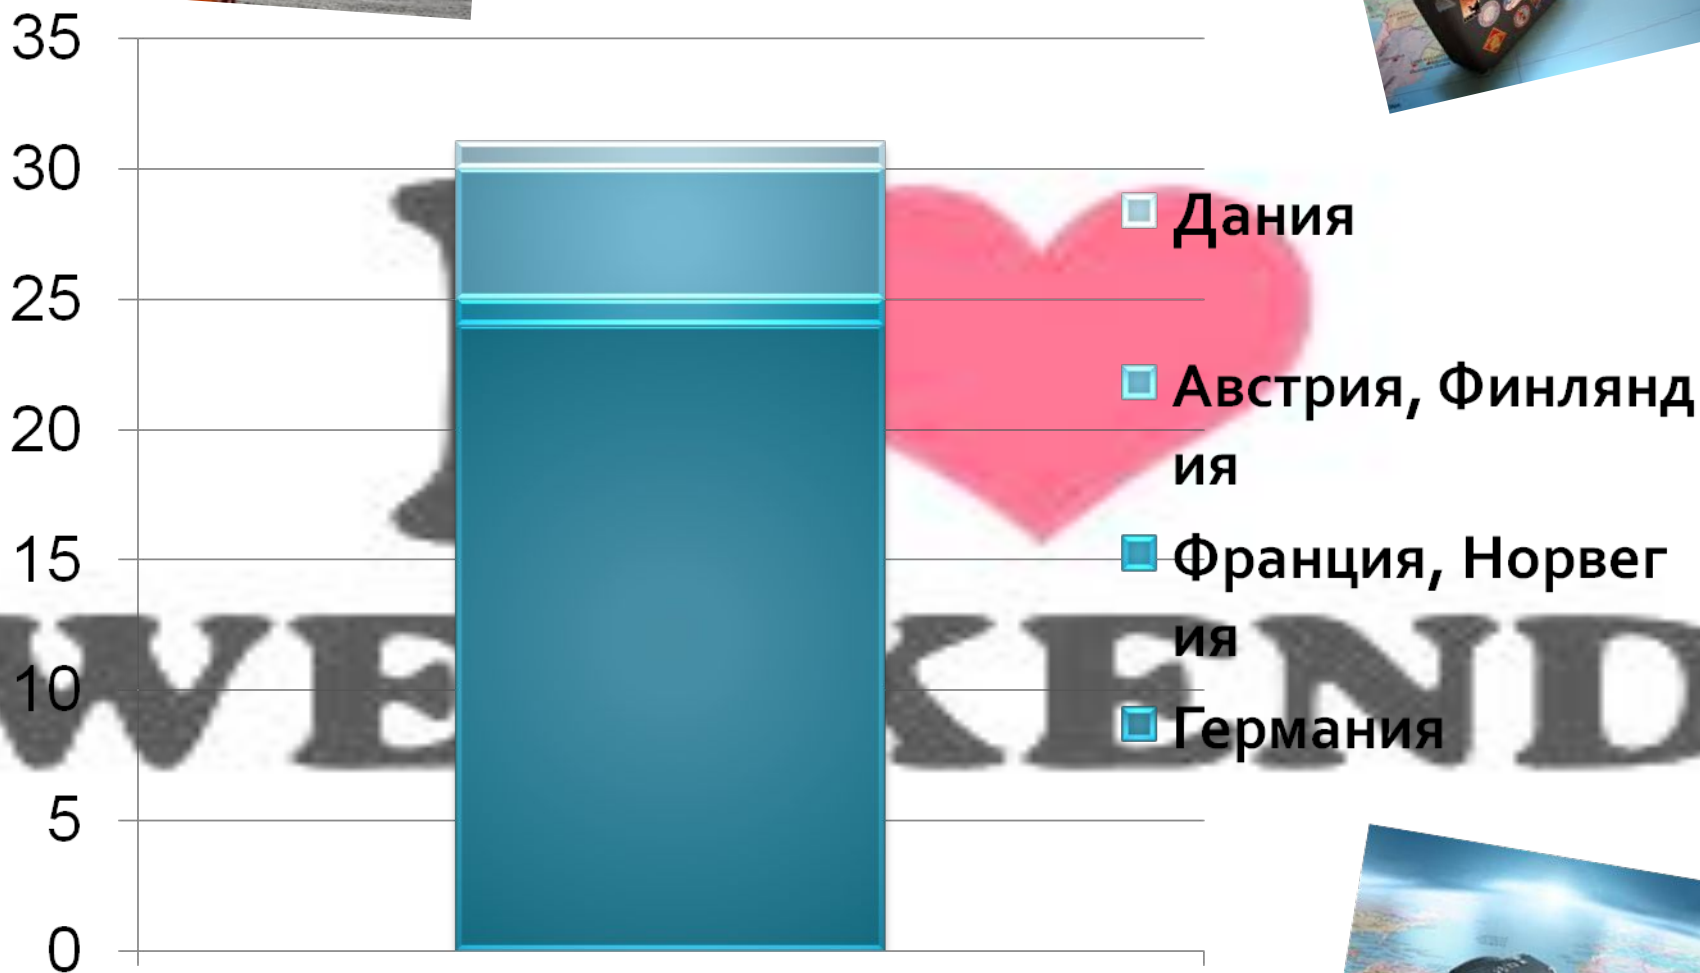 35
30
25
20
15
10
5
0
I
WE KEND
Дания
Австрия, Финлянд
ия
Франция, Норвег
ия
Германия